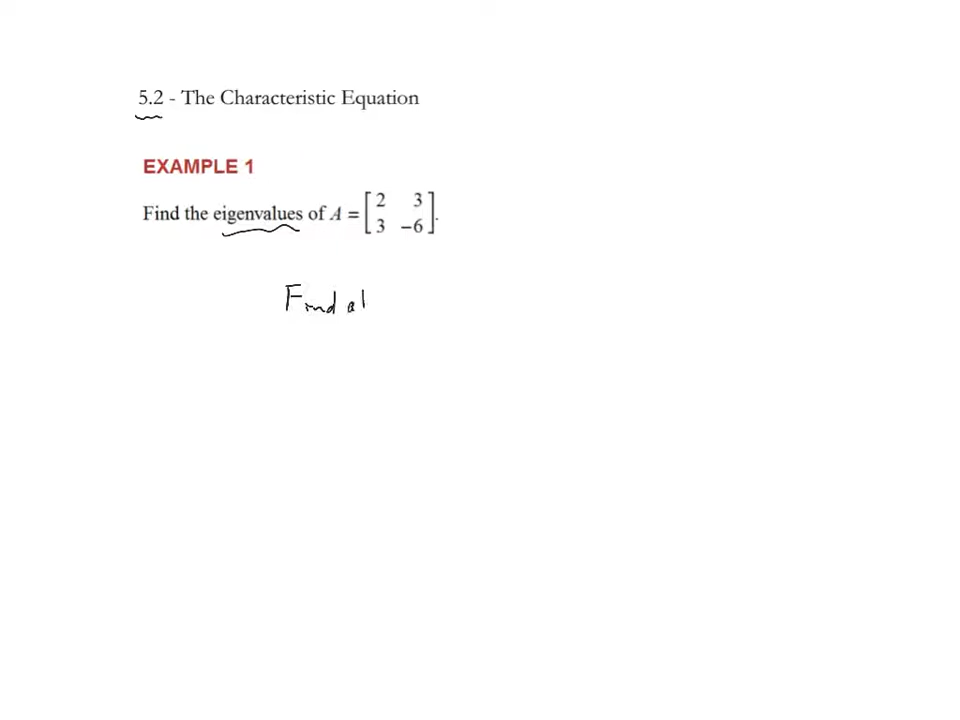 5.2 - The Characteristic Equation
EXAMPLE 1
Find the eigenvalues of A = [2 3; 3 −6].
Find al